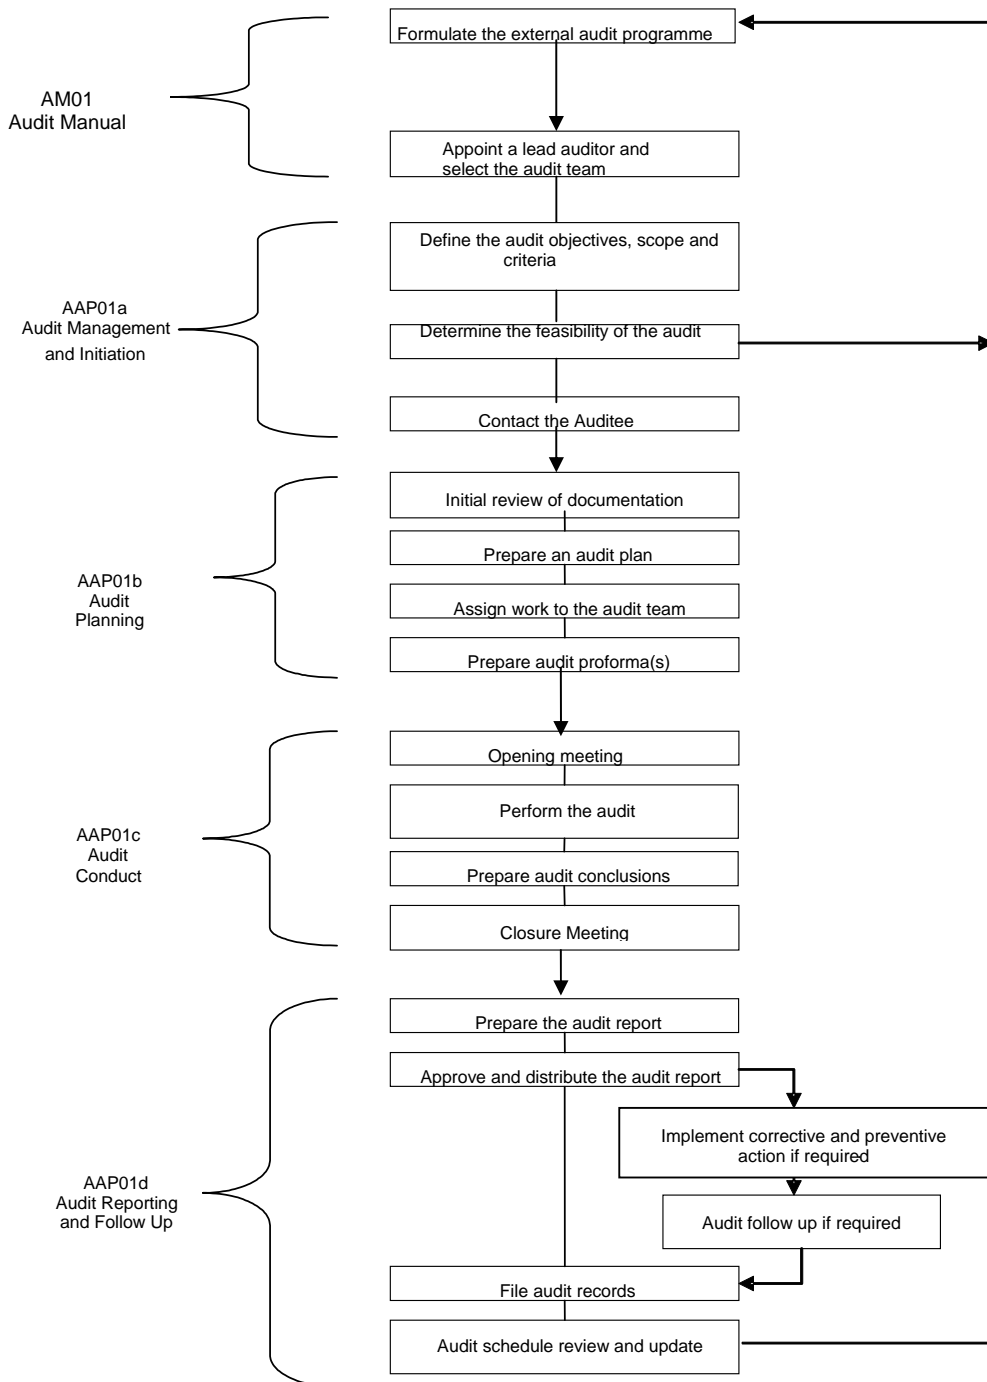 Formulate the external audit programme
AM01
Audit Manual
Appoint a lead auditor and
select the audit team
Define the audit objectives, scope and
criteria
AAP01a
Audit Management
and Initiation
Determine the feasibility of the audit
Contact the Auditee
Initial review of documentation
Prepare an audit plan
AAP01b
Audit
Planning
Assign work to the audit team
Prepare audit proforma(s)
Opening meeting
Perform the audit
AAP01c
Audit
Conduct
Prepare audit conclusions
Closure Meeting
Prepare the audit report
Approve and distribute the audit report
Implement corrective and preventive
action if required
AAP01d
Audit Reporting
and Follow Up
Audit follow up if required
File audit records
Audit schedule review and update